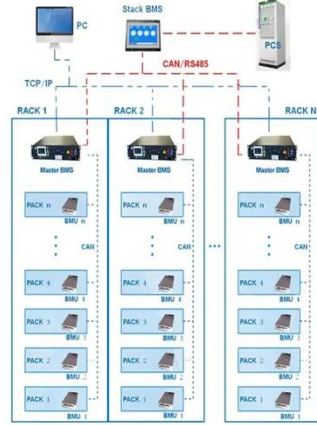 PC
Stack BMS
PCS
CAN/RS485
TCP/IP
RACK 1
RACK 2
RACK N
Master BMS
Master BMS
Master BMS
PACK n
PACK n
PACK n
BMU n
BMU n
BMU n
CAN
CAN
CAN
PACK 4
PACK 4
PACK 4
BMU 4
BMU 4
BMU 4
PACK 3
PACK 3
PACK 3
BMU 3
BMU 3
BMU 3
PACK 2
PACK 2
PACK 2
BMU 2
BMU 2
BMU 2
PACK 1
PACK 1
PACK 1
BMU 1
BMU 1
BMU 1